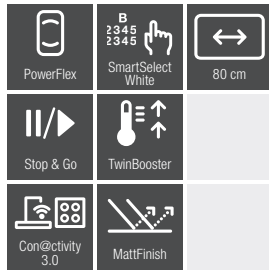 PowerFlex
B
2345
2345
SmartSelect
White
80 cm
Stop & Go
TwinBooster
Con@ctivity
3.0
MattFinish